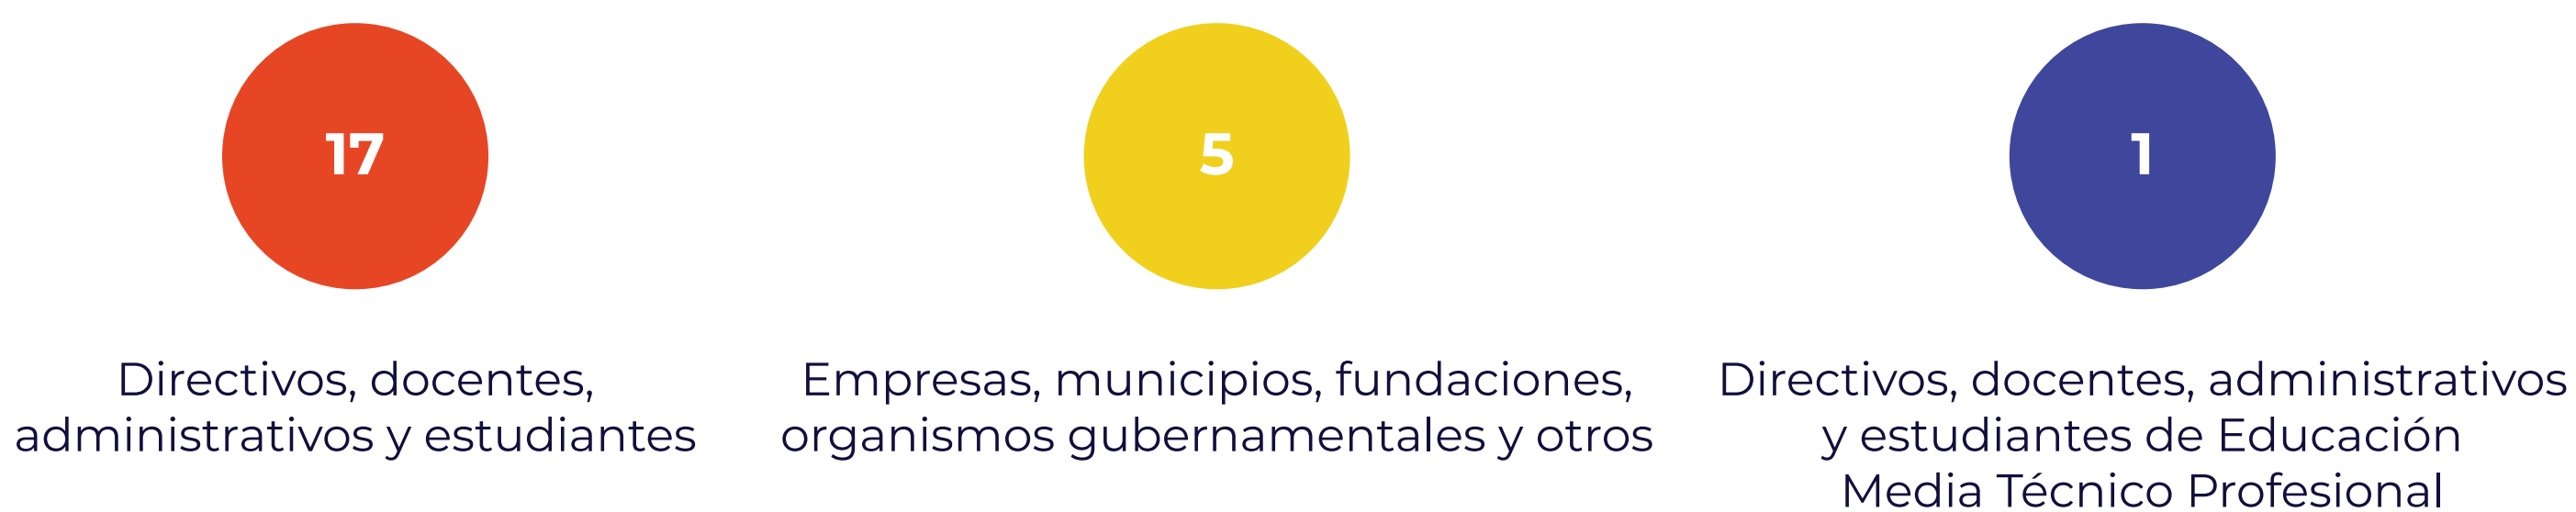 17
Directivos, docentes,
administrativos y estudiantes
5
Empresas, municipios, fundaciones,
organismos gubernamentales y otros
1
Directivos, docentes, administrativos
y estudiantes de Educación
Media Técnico Profesional